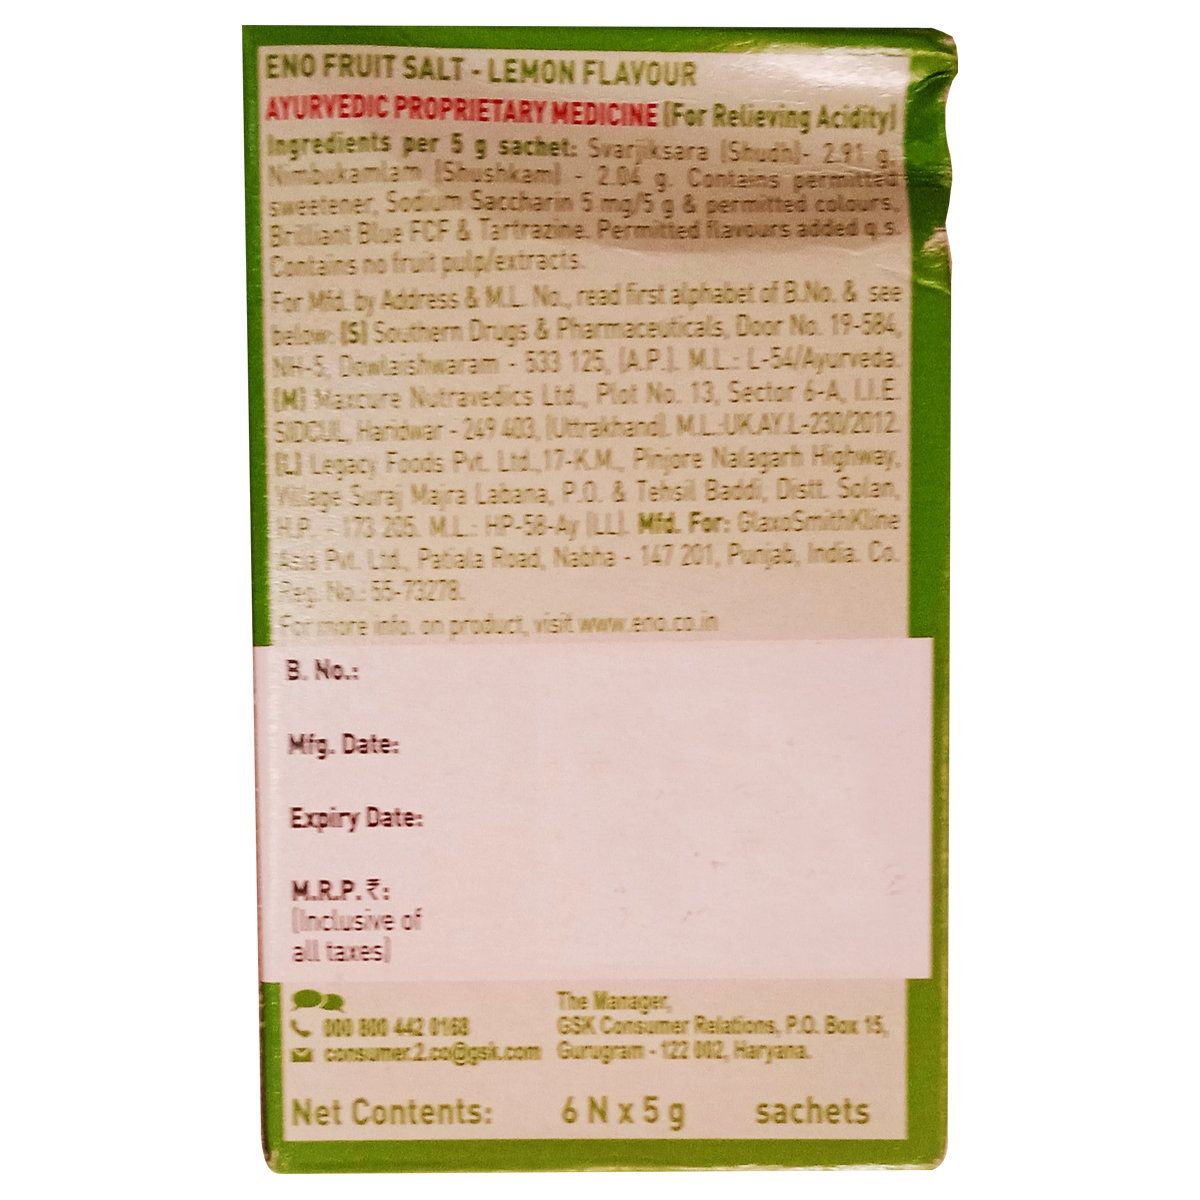 ENO FRUIT SALT - LEMON FLAVOUR
AYURVEDIC PROPRIETARY MEDICINE (For Relieving Acidity)
Ingredients per 5 g sachet: Svarjiksara (Shudh)- 2.91 g,
Nimbukamlam (Shushkam) - 2.04 g. Contains permitted
sweetener, Sodium Saccharin 5 mg/5 g & permitted colours,
Brilliant Blue FCF & Tartrazine. Permitted flavours added q.s.
Contains no fruit pulp/extracts.
For Mfd. by Address & M.L. No., read first alphabet of B.No. & see
below: (S) Southern Drugs & Pharmaceuticals, Door No. 19-584,
NH-5, Dowlaishwaram - 533 125, (A.P.). M.L.: L-54/Ayurveda.
(M) Maxcure Nutravedics Ltd., Plot No. 13, Sector 6-A, I.I.E.
SIDCUL, Haridwar - 249 403, (Uttrakhand). M.L.:UK.AY.L-230/2012.
(L) Legacy Foods Pvt. Ltd.,17-K.M., Pinjore Nalagarh Highway,
Village Suraj Majra Labana, P.O. & Tehsil Baddi, Distt. Solan,
H.P. - 173 205. M.L.: HP-58-Ay (LL). Mfd. For: GlaxoSmithKline
Asia Pvt. Ltd., Patiala Road, Nabha - 147 201, Punjab, India. Co.
Reg. No.: 55-73278.
For more info. on product, visit www.eno.co.in
B. No.:
Mfg. Date:
Expiry Date:
M.R.P. ₹:
(Inclusive of
all taxes)
000 800 442 0168
consumer.2.co@gsk.com
The Manager,
GSK Consumer Relations, P.O. Box 15,
Gurugram - 122 002, Haryana.
Net Contents: 6 N x 5 g sachets